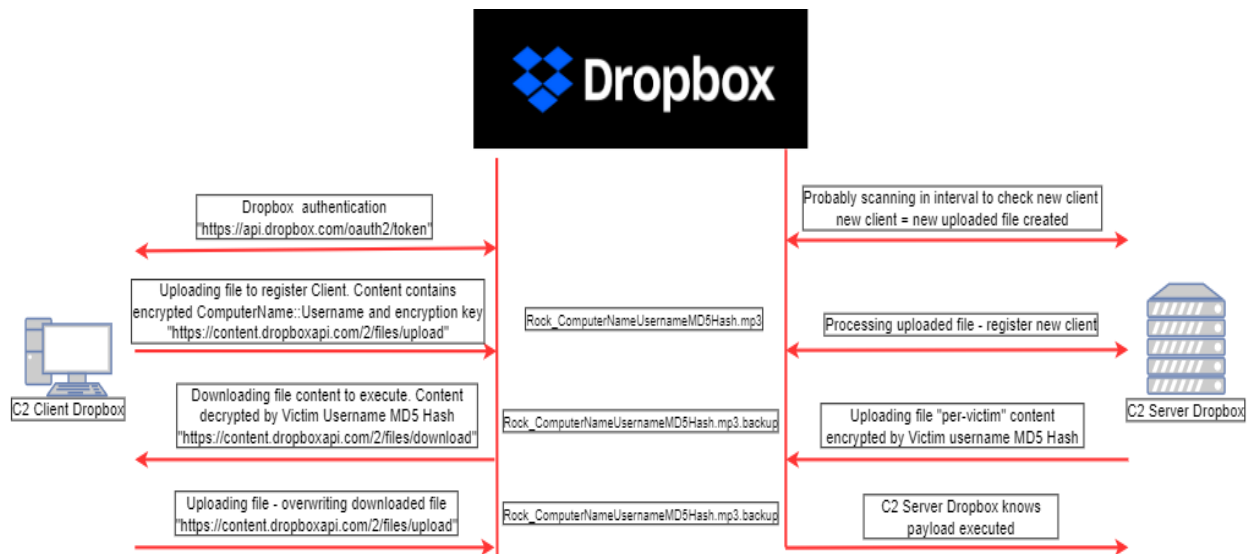 Dropbox
Dropbox authentication
"https://api.dropbox.com/oauth2/token"
Probably scanning in interval to check new client
new client = new uploaded file created
Uploading file to register Client. Content contains
encrypted ComputerName::Username and encryption key
"https://content.dropboxapi.com/2/files/upload"
Rock_ComputerNameUsernameMD5Hash.mp3
Processing uploaded file - register new client
C2 Client Dropbox
C2 Server Dropbox
Downloading file content to execute. Content
decrypted by Victim Username MD5 Hash
"https://content.dropboxapi.com/2/files/download"
Rock_ComputerNameUsernameMD5Hash.mp3.backup
Uploading file "per-victim" content
encrypted by Victim username MD5 Hash
Uploading file - overwriting downloaded file
"https://content.dropboxapi.com/2/files/upload"
Rock_ComputerNameUsernameMD5Hash.mp3.backup
C2 Server Dropbox knows
payload executed